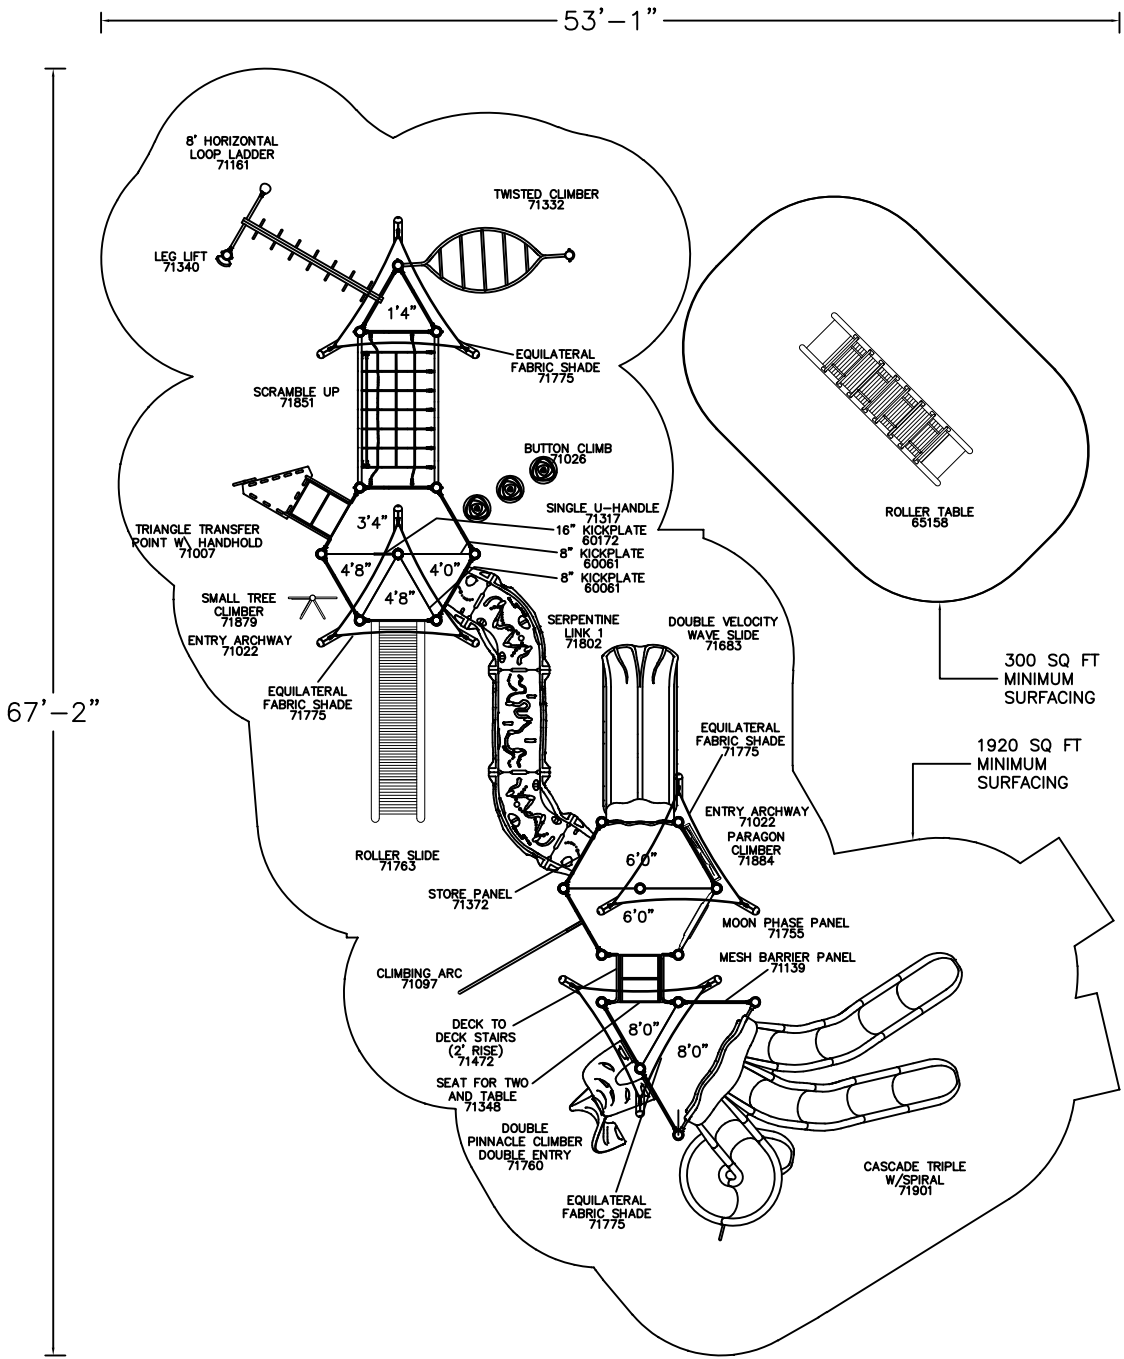 53'-1"
8' HORIZONTAL
LOOP LADDER
71161
TWISTED CLIMBER
71332
LEG LIFT
71340
1'4"
EQUILATERAL
FABRIC SHADE
71775
SCRAMBLE UP
71851
BUTTON CLIMB
71026
ROLLER TABLE
65158
SINGLE U-HANDLE
71317
16" KICKPLATE
60172
8" KICKPLATE
60061
8" KICKPLATE
60061
3'4"
TRIANGLE TRANSFER
POINT W\ HANDHOLD
71007
4'8"
4'0"
4'8"
SMALL TREE
CLIMBER
71879
ENTRY ARCHWAY
71022
SERPENTINE
LINK 1
71802
DOUBLE VELOCITY
WAVE SLIDE
71683
300 SQ FT
MINIMUM
SURFACING
67'-2"
EQUILATERAL
FABRIC SHADE
71775
EQUILATERAL
FABRIC SHADE
71775
1920 SQ FT
MINIMUM
SURFACING
ENTRY ARCHWAY
71022
PARAGON
CLIMBER
71884
ROLLER SLIDE
71763
6'0"
STORE PANEL
71372
6'0"
MOON PHASE PANEL
71755
MESH BARRIER PANEL
71139
CLIMBING ARC
71097
DECK TO
DECK STAIRS
(2' RISE)
71472
8'0"
8'0"
SEAT FOR TWO
AND TABLE
71348
DOUBLE
PINNACLE CLIMBER
DOUBLE ENTRY
71760
CASCADE TRIPLE
W/SPIRAL
71901
EQUILATERAL
FABRIC SHADE
71775